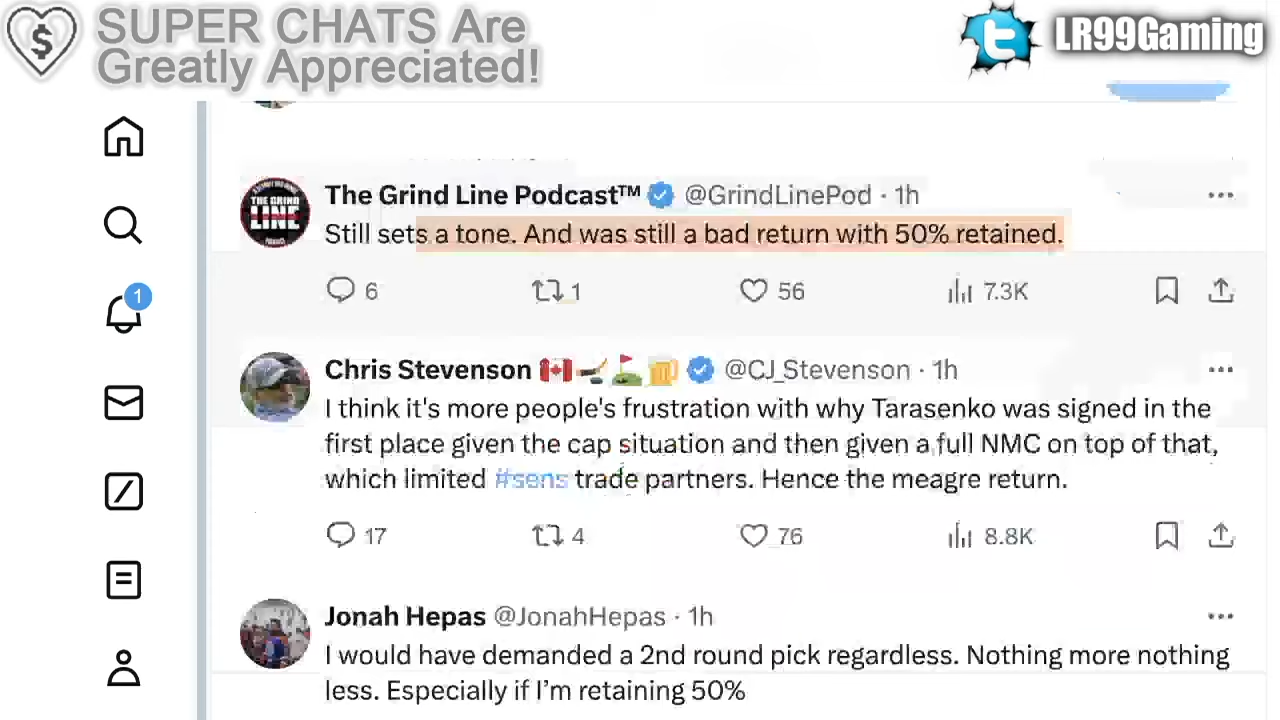 SUPER CHATS Are
Greatly Appreciated!
LR99Gaming
The Grind Line Podcast™ @GrindLinePod · 1h
THE GRIND
LINE
Still sets a tone. And was still a bad return with 50% retained.
6 1 56 7.3K
1
Chris Stevenson 🇨🇦🏒⛳🍺 @CJ_Stevenson · 1h
I think it's more people's frustration with why Tarasenko was signed in the
first place given the cap situation and then given a full NMC on top of that,
which limited #sens trade partners. Hence the meagre return.
17 4 76 8.8K
Jonah Hepas @JonahHepas · 1h
I would have demanded a 2nd round pick regardless. Nothing more nothing
less. Especially if I'm retaining 50%